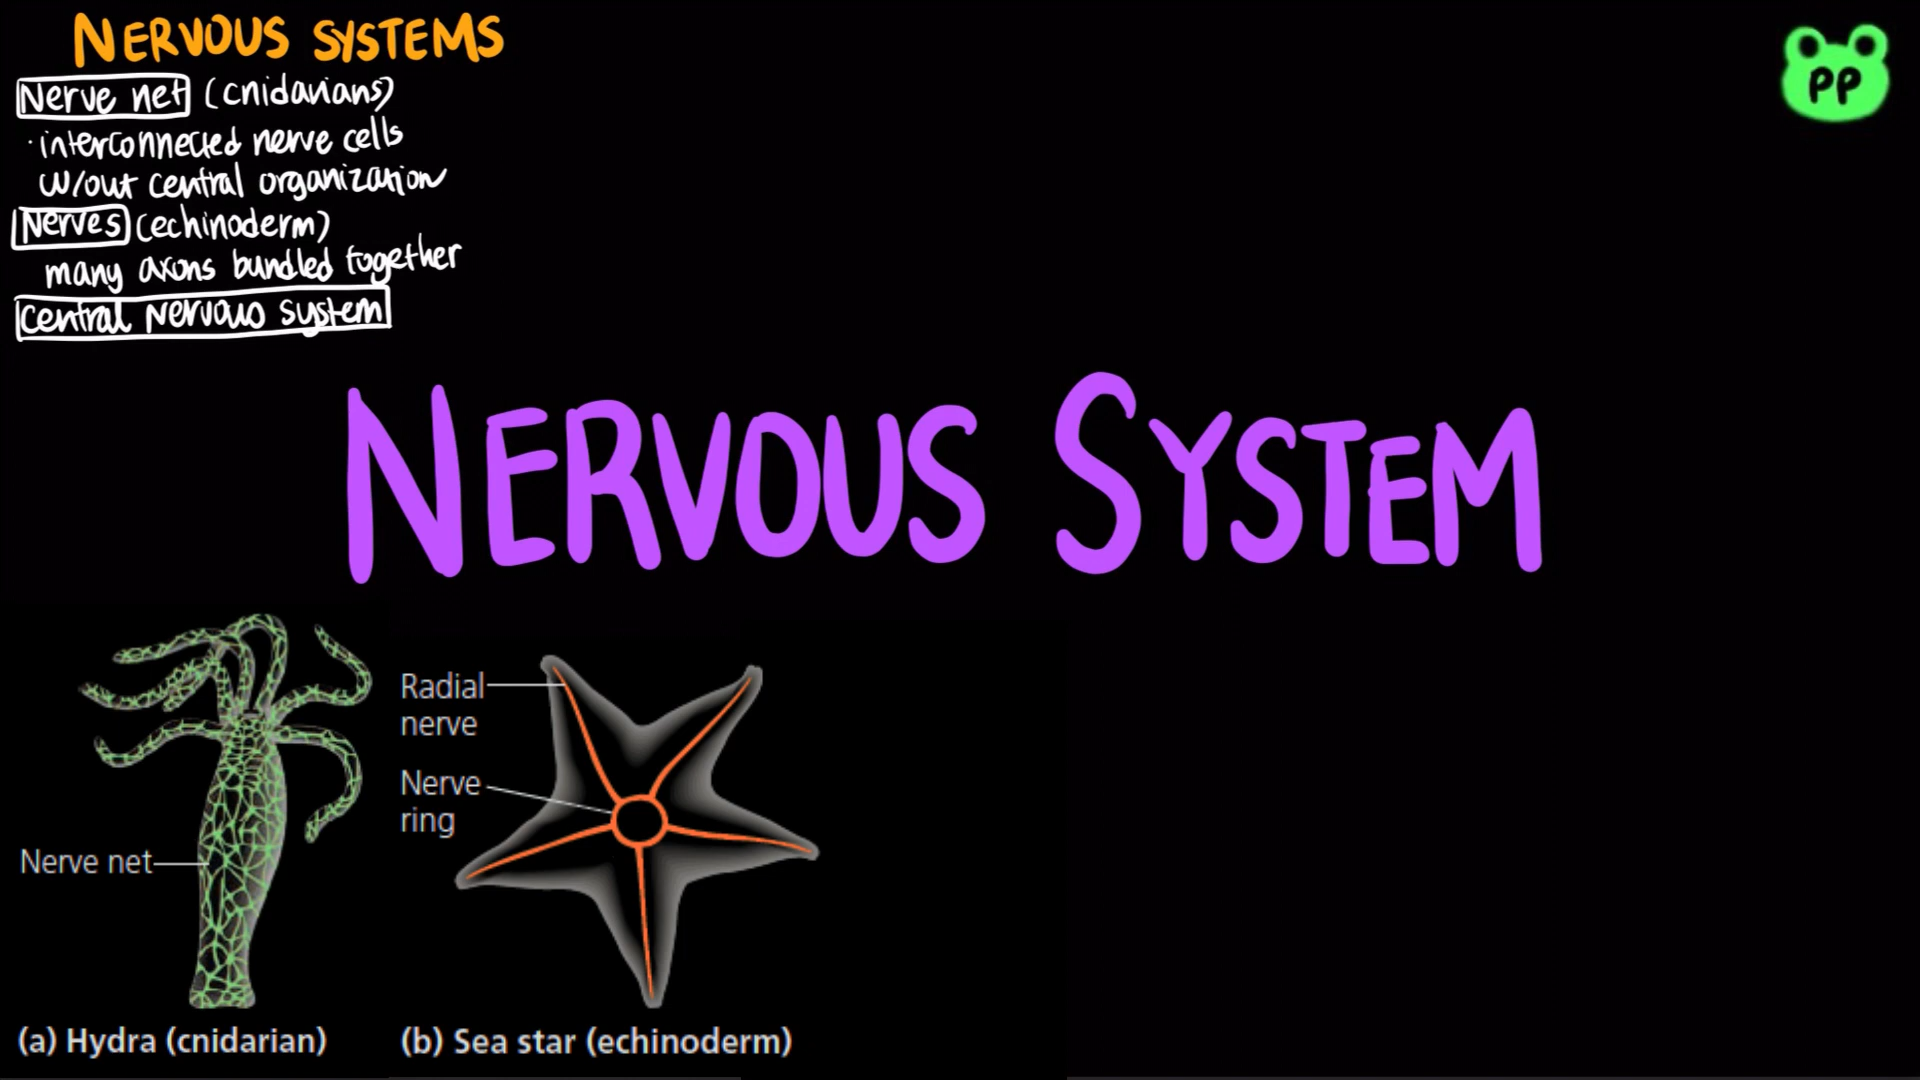 NERVOUS SYSTEMS
Nerve net (cnidarians)
· interconnected nerve cells
w/out central organization
Nerves (echinoderm)
many axons bundled together
central nervous system
PP
NERVOUS SYSTEM
Radial
nerve
Nerve
ring
Nerve net
(a) Hydra (cnidarian)
(b) Sea star (echinoderm)